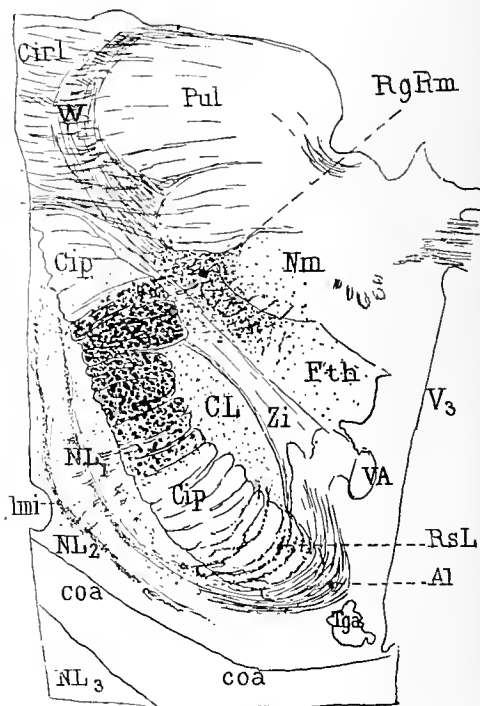 Cirl
Pul
RgRm
W
Cip
Nm
Fth
CL
Zi
V3
NL1
VA
Cip
lmi
RsL
NL2
Al
coa
Tga
NL3
coa